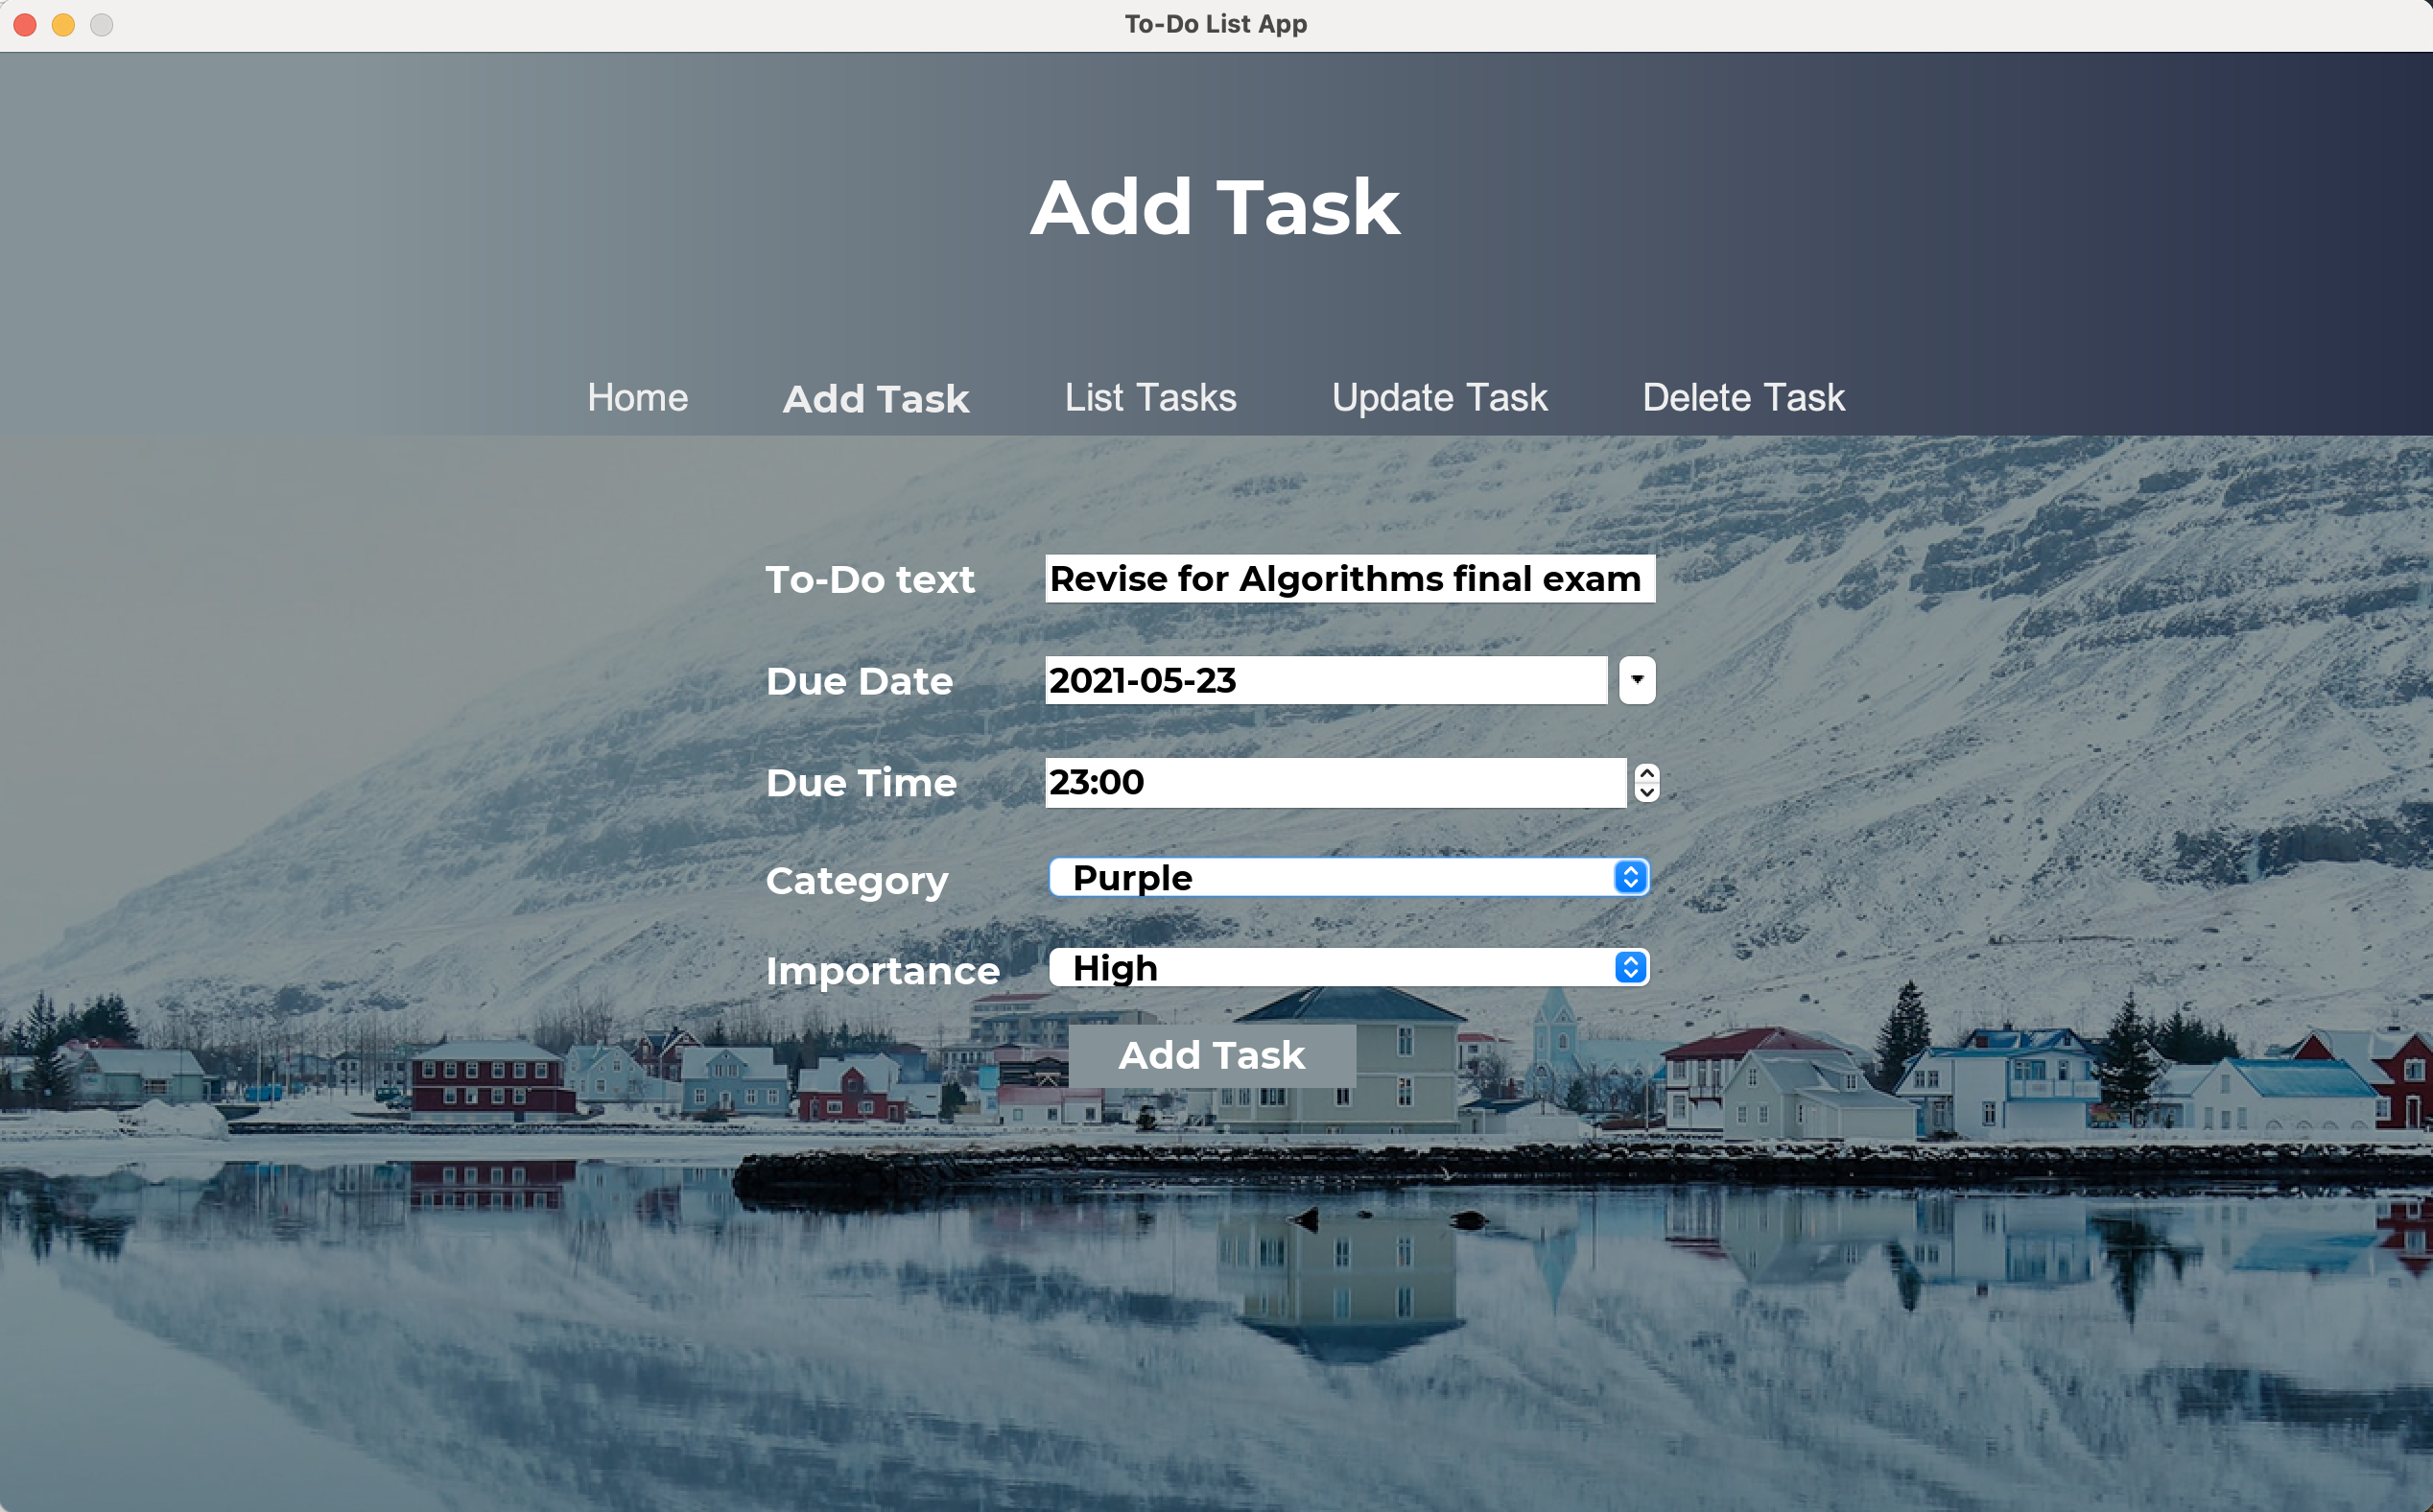 To-Do List App
Add Task
Home Add Task List Tasks Update Task Delete Task
To-Do text Revise for Algorithms final exam
Due Date 2021-05-23
Due Time 23:00
Category Purple
Importance High
Add Task